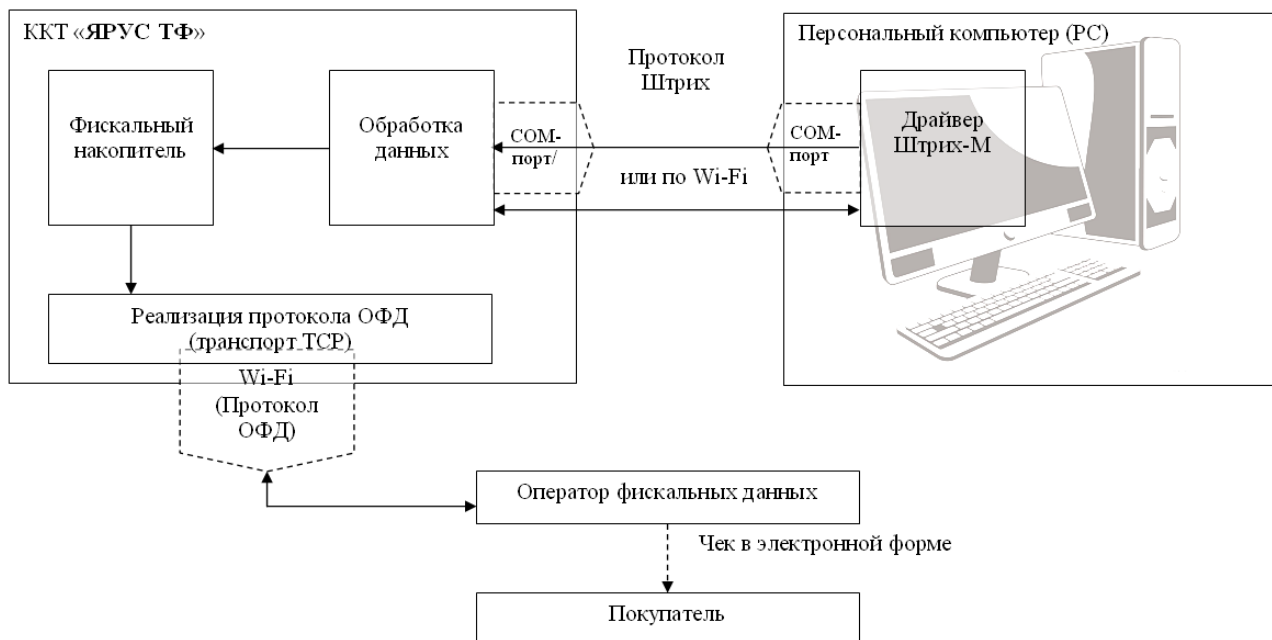 ККТ «ЯРУС ТФ»
Фискальный
накопитель
Обработка
данных
COM-
порт/
Протокол
Штрих
или по Wi-Fi
Персональный компьютер (PC)
COM-
порт
Драйвер
Штрих-М
Реализация протокола ОФД
(транспорт TCP)
Wi-Fi
(Протокол
ОФД)
Оператор фискальных данных
Чек в электронной форме
Покупатель